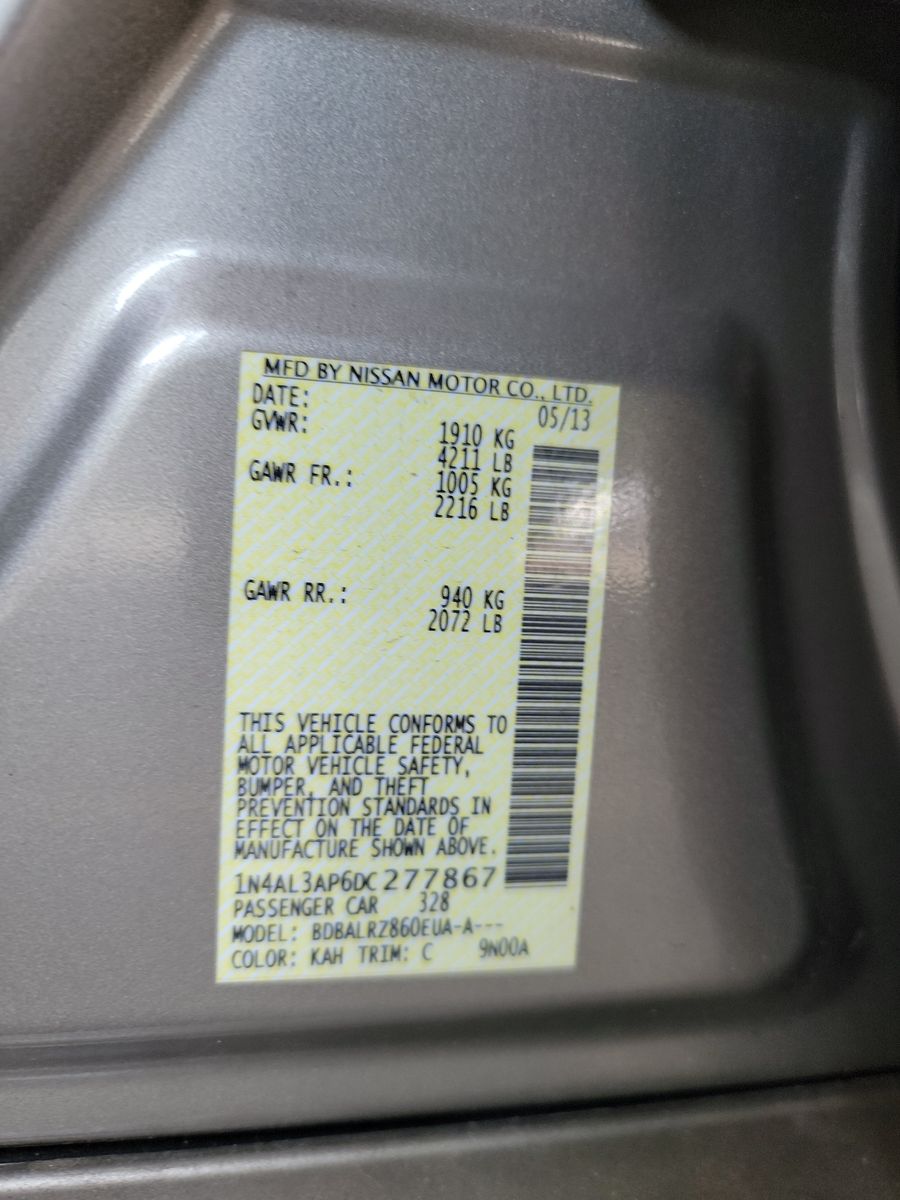 MFD BY NISSAN MOTOR CO., LTD.
DATE: 05/13
GVWR: 1910 KG
4211 LB
GAWR FR.: 1005 KG
2216 LB
GAWR RR.: 940 KG
2072 LB
THIS VEHICLE CONFORMS TO
ALL APPLICABLE FEDERAL
MOTOR VEHICLE SAFETY,
BUMPER, AND THEFT
PREVENTION STANDARDS IN
EFFECT ON THE DATE OF
MANUFACTURE SHOWN ABOVE.
1N4AL3AP6DC277867
PASSENGER CAR 328
MODEL: BDBALRZ860EUA-A---
COLOR: KAH TRIM: C 9N00A